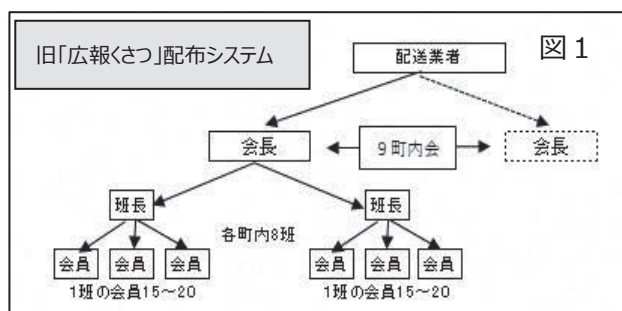 旧「広報くさつ」配布システム
図1
配送業者
会長
9町内会
会長
班長
班長
各町内8班
会員 会員 会員
会員 会員 会員
1班の会員15～20
1班の会員15～20